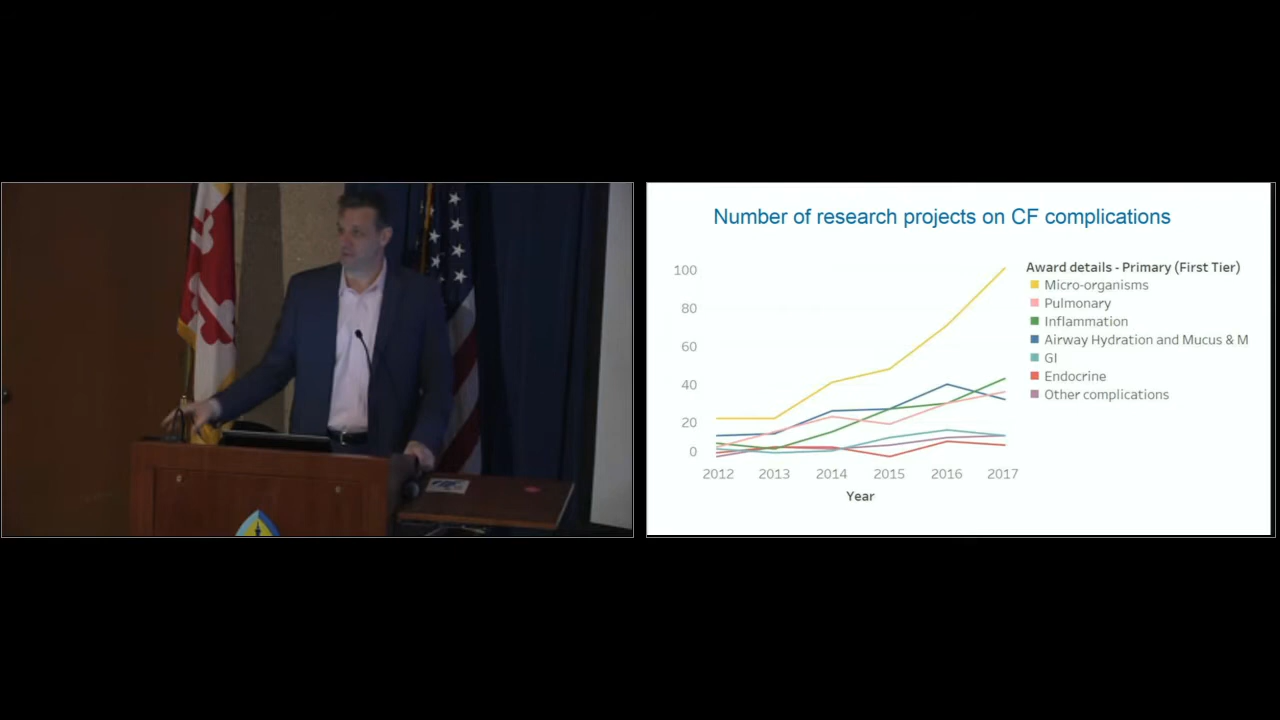 Number of research projects on CF complications
100
80
60
40
20
0
2012 2013 2014 2015 2016 2017
Year
Award details - Primary (First Tier)
Micro-organisms
Pulmonary
Inflammation
Airway Hydration and Mucus & M
GI
Endocrine
Other complications